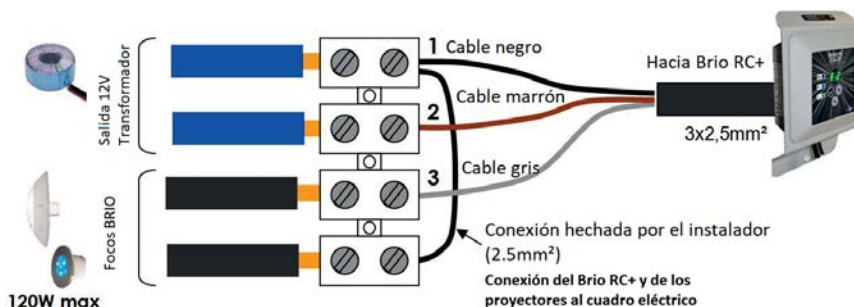 Salida 12V
Transformador
Focos BRIO
120W max
1 Cable negro
2
Cable marrón
3
Cable gris
Hacia Brio RC+
3x2,5mm²
Conexión hechada por el instalador
(2.5mm²)
Conexión del Brio RC+ y de los
proyectores al cuadro eléctrico